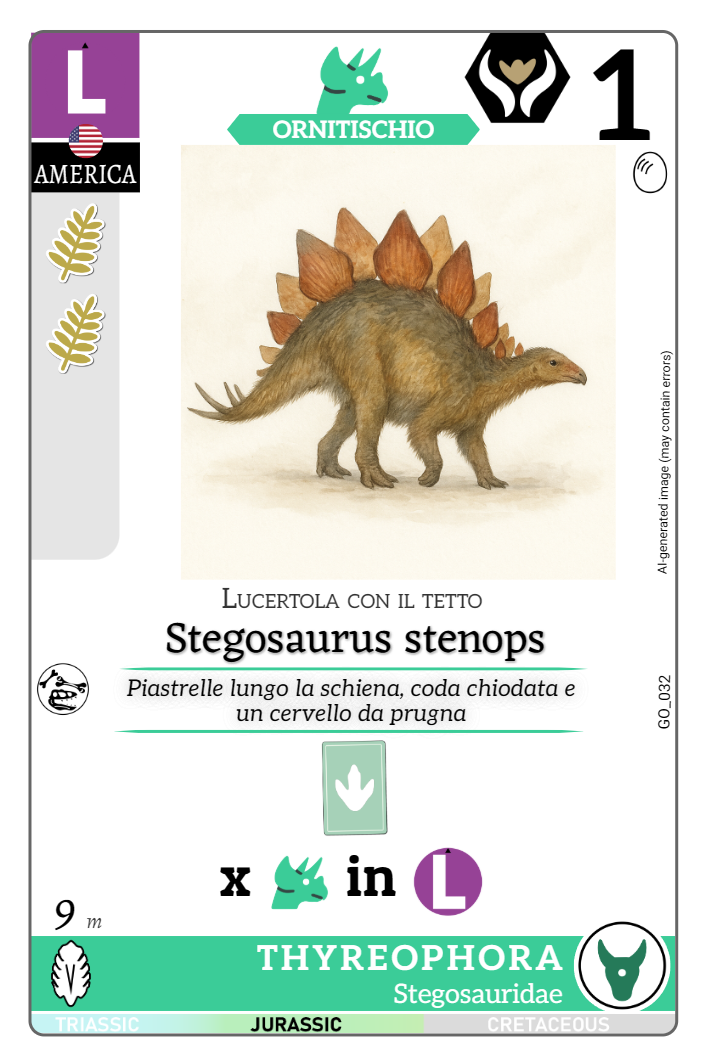 L
ORNITISCHIO
1
AMERICA
AI-generated image (may contain errors)
LUCERTOLA CON IL TETTO
Stegosaurus stenops
Piastrelle lungo la schiena, coda chiodata e
un cervello da prugna
GO_032
x in L
9 m
THYREOPHORA
Stegosauridae
TRIASSIC JURASSIC CRETACEOUS